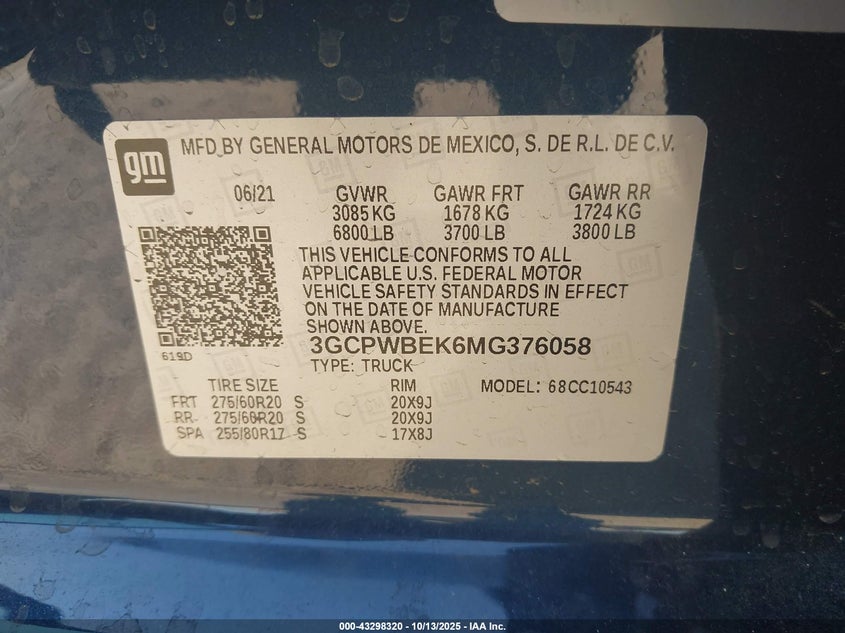 gm MFD BY GENERAL MOTORS DE MEXICO, S. DE R.L. DE C.V.
06/21 GVWR GAWR FRT GAWR RR
3085 KG 1678 KG 1724 KG
6800 LB 3700 LB 3800 LB
THIS VEHICLE CONFORMS TO ALL
APPLICABLE U.S. FEDERAL MOTOR
VEHICLE SAFETY STANDARDS IN EFFECT
ON THE DATE OF MANUFACTURE
SHOWN ABOVE.
619D 3GCPWBEK6MG376058
TYPE: TRUCK
TIRE SIZE RIM MODEL: 68CC10543
FRT 275/60R20 S 20X9J
RR 275/60R20 S 20X9J
SPA 255/80R17 S 17X8J
000-43298320 | 10/13/2025 - IAA Inc.